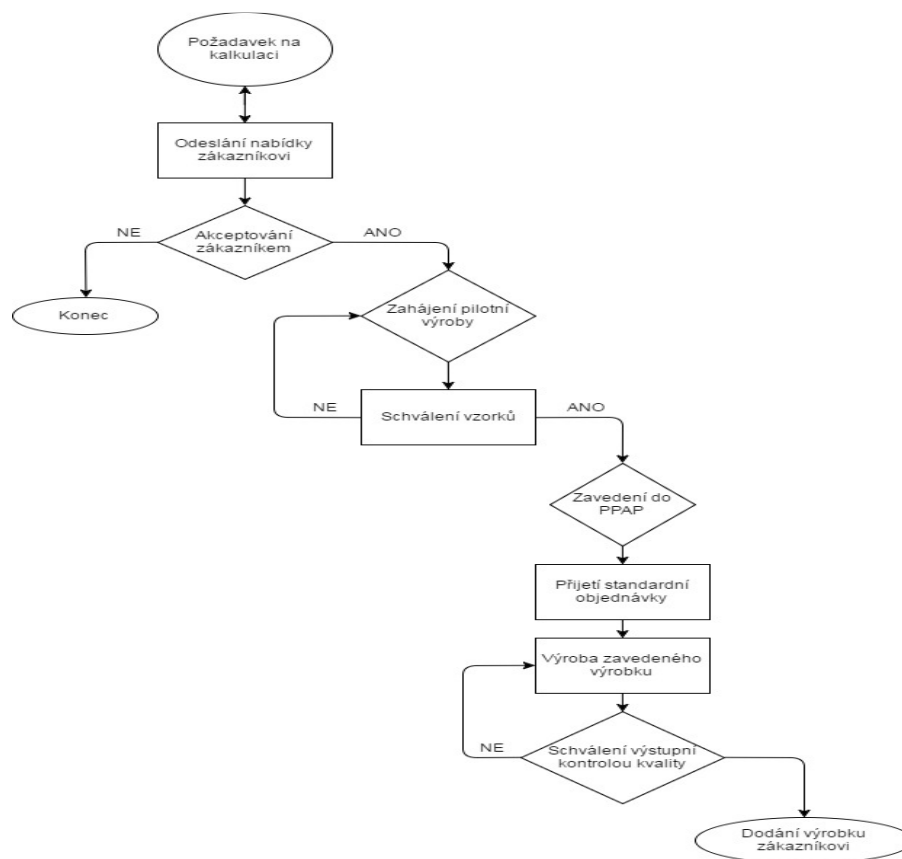 Požadavek na
kalkulaci
Odeslání nabídky
zákazníkovi
NE
Akceptování
zákazníkem
ANO
Konec
Zahájení pilotní
výroby
NE
Schválení vzorků
ANO
Zavedení do
PPAP
Přijetí standardní
objednávky
Výroba zavedeného
výrobku
NE
Schválení výstupní
kontrolou kvality
Dodání výrobku
zákazníkovi